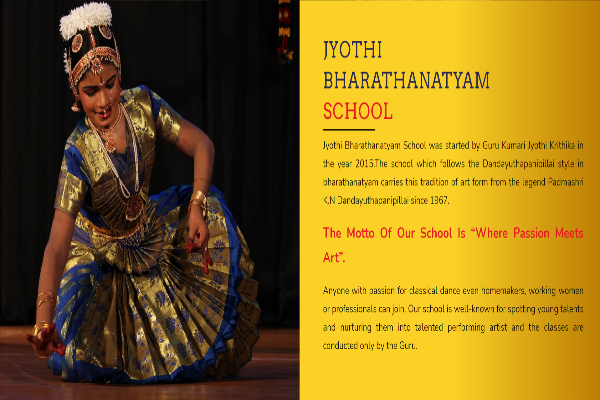 JYOTHI
BHARATHANATYAM
SCHOOL
Jyothi Bharathanatyam School was started by Guru Kumari Jyothi Krithika in
the year 2015.The school which follows the Dandayuthapanipillai style in
bharathanatyam carries this tradition of art form from the legend Padmashri
K.N Dandayuthapanipillai since 1967.
The Motto Of Our School Is “Where Passion Meets
Art”.
Anyone with passion for classical dance even homemakers, working women
or professionals can join. Our school is well-known for spotting young talents
and nurturing them into talented performing artist and the classes are
conducted only by the Guru.